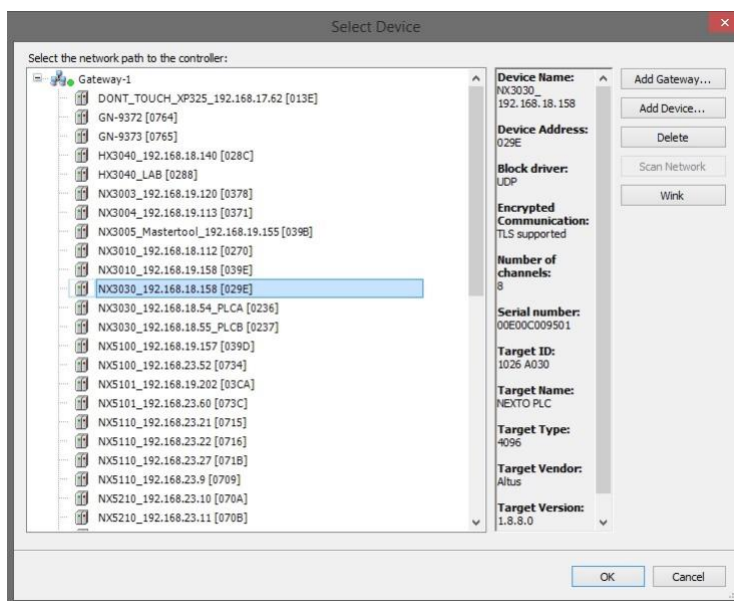 Select Device
Select the network path to the controller:
Gateway-1
DONT_TOUCH_XP325_192.168.17.62 [013E]
GN-9372 [0764]
GN-9373 [0765]
HX3040_192.168.18.140 [028C]
HX3040_LAB [0288]
NX3003_192.168.19.120 [0378]
NX3004_192.168.19.113 [0371]
NX3005_Mastertool_192.168.19.155 [039B]
NX3010_192.168.18.112 [0270]
NX3010_192.168.19.158 [039E]
NX3030_192.168.18.158 [029E]
NX3030_192.168.18.54_PLCA [0236]
NX3030_192.168.18.55_PLCB [0237]
NX5100_192.168.19.157 [039D]
NX5100_192.168.23.52 [0734]
NX5101_192.168.19.202 [03CA]
NX5101_192.168.23.60 [073C]
NX5110_192.168.23.21 [0715]
NX5110_192.168.23.22 [0716]
NX5110_192.168.23.27 [071B]
NX5110_192.168.23.9 [0709]
NX5210_192.168.23.10 [070A]
NX5210_192.168.23.11 [070B]
Device Name:
NX3030_
192.168.18.158
Device Address:
029E
Block driver:
UDP
Encrypted
Communication:
TLS supported
Number of
channels:
8
Serial number:
00E00C009501
Target ID:
1026 A030
Target Name:
NEXTO PLC
Target Type:
4096
Target Vendor:
Altus
Target Version:
1.8.8.0
Add Gateway...
Add Device...
Delete
Scan Network
Wink
OK
Cancel